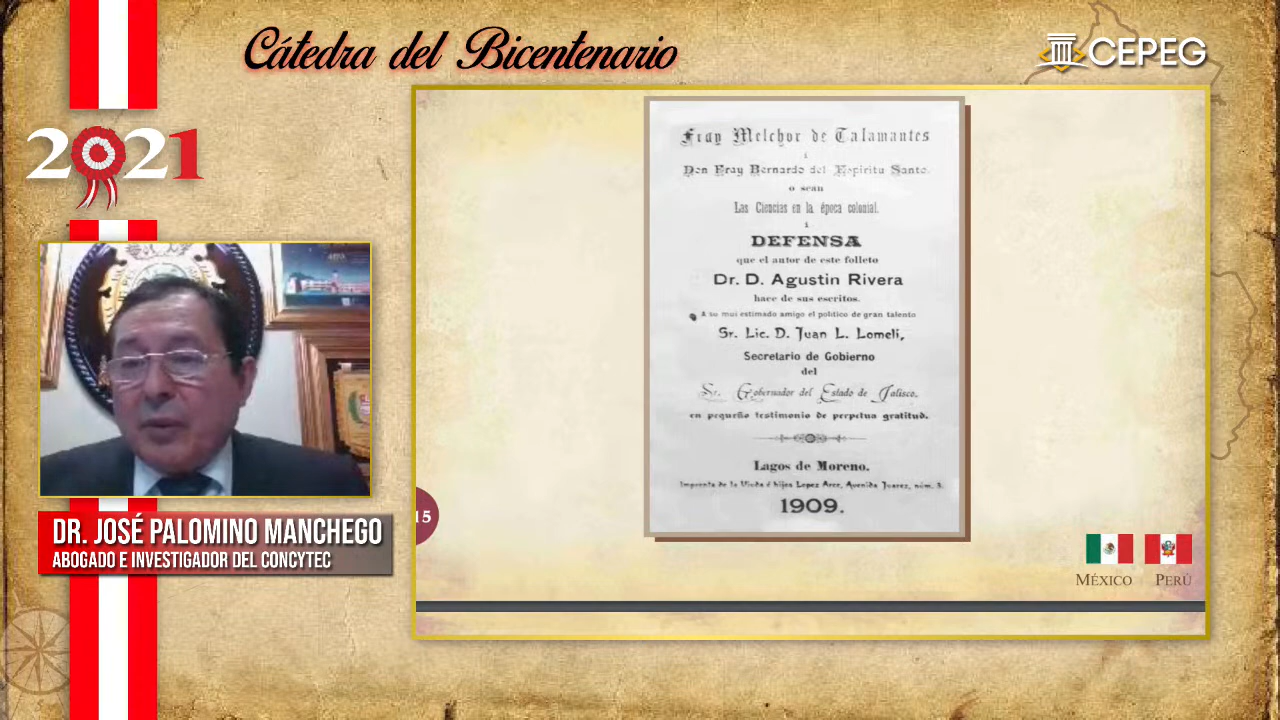 Cátedra del Bicentenario
CEPEG
2021
Fray Melchor de Talamantes
i
Don Fray Bernardo del Espíritu Santo.
o sean
Las Ciencias en la época colonial.
i
DEFENSA
que el autor de este folleto
Dr. D. Agustin Rivera
hace de sus escritos.
A su mui estimado amigo el político de gran talento
Sr. Lic. D. Juan L. Lomelí,
Secretario de Gobierno
del
Sr. Gobernador del Estado de Jalisco,
en pequeño testimonio de perpetua gratitud.
Lagos de Moreno.
Imprenta de la Viuda é hijos Lopez Arce, Avenida Juarez, núm. 3.
1909.
15
MÉXICO PERÚ
DR. JOSÉ PALOMINO MANCHEGO
ABOGADO E INVESTIGADOR DEL CONCYTEC